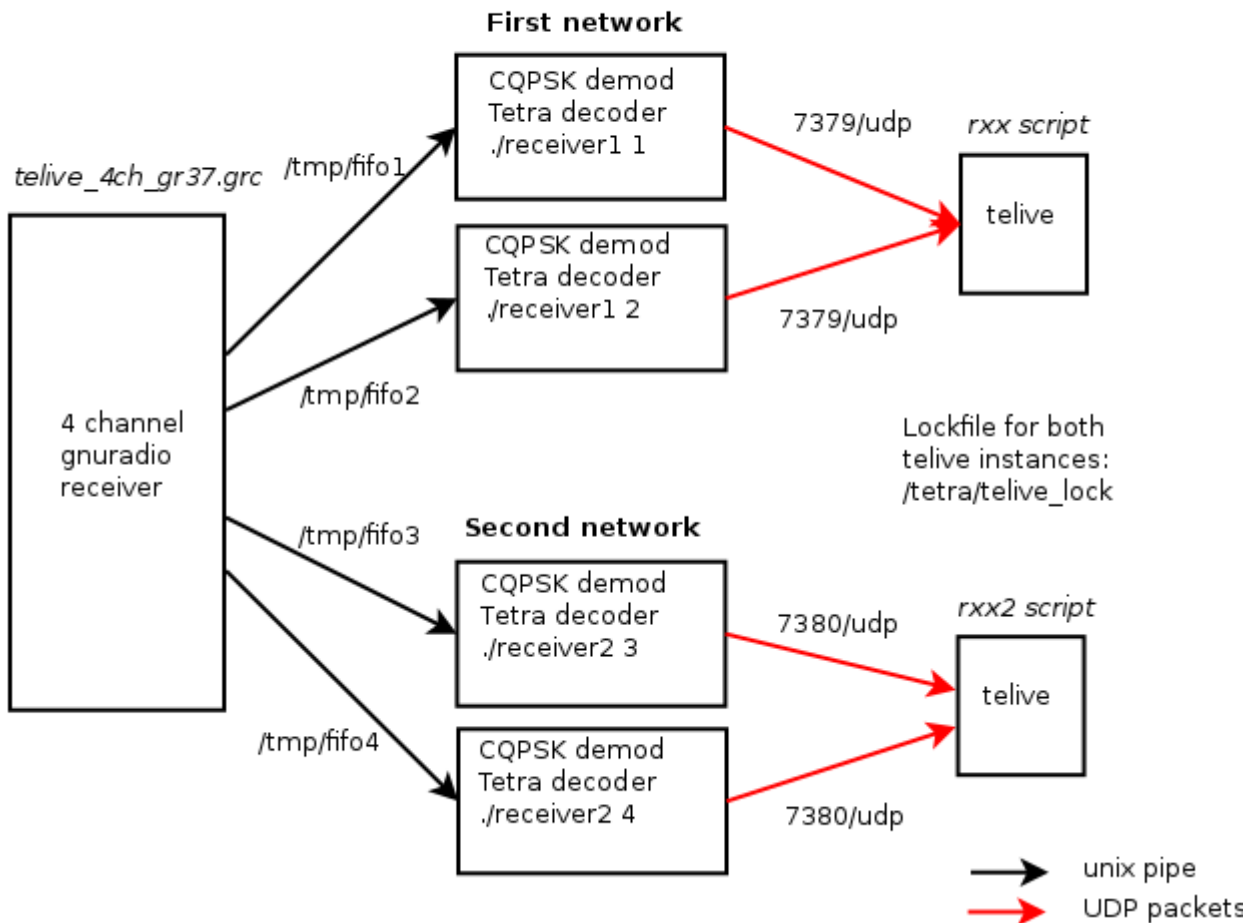 First network
telive_4ch_gr37.grc
4 channel
gnuradio
receiver
/tmp/fifo1
/tmp/fifo2
CQPSK demod
Tetra decoder
./receiver1 1
CQPSK demod
Tetra decoder
./receiver1 2
7379/udp
7379/udp
rxx script
telive
Lockfile for both
telive instances:
/tetra/telive_lock
Second network
/tmp/fifo3
/tmp/fifo4
CQPSK demod
Tetra decoder
./receiver2 3
CQPSK demod
Tetra decoder
./receiver2 4
7380/udp
7380/udp
rxx2 script
telive
unix pipe
UDP packets